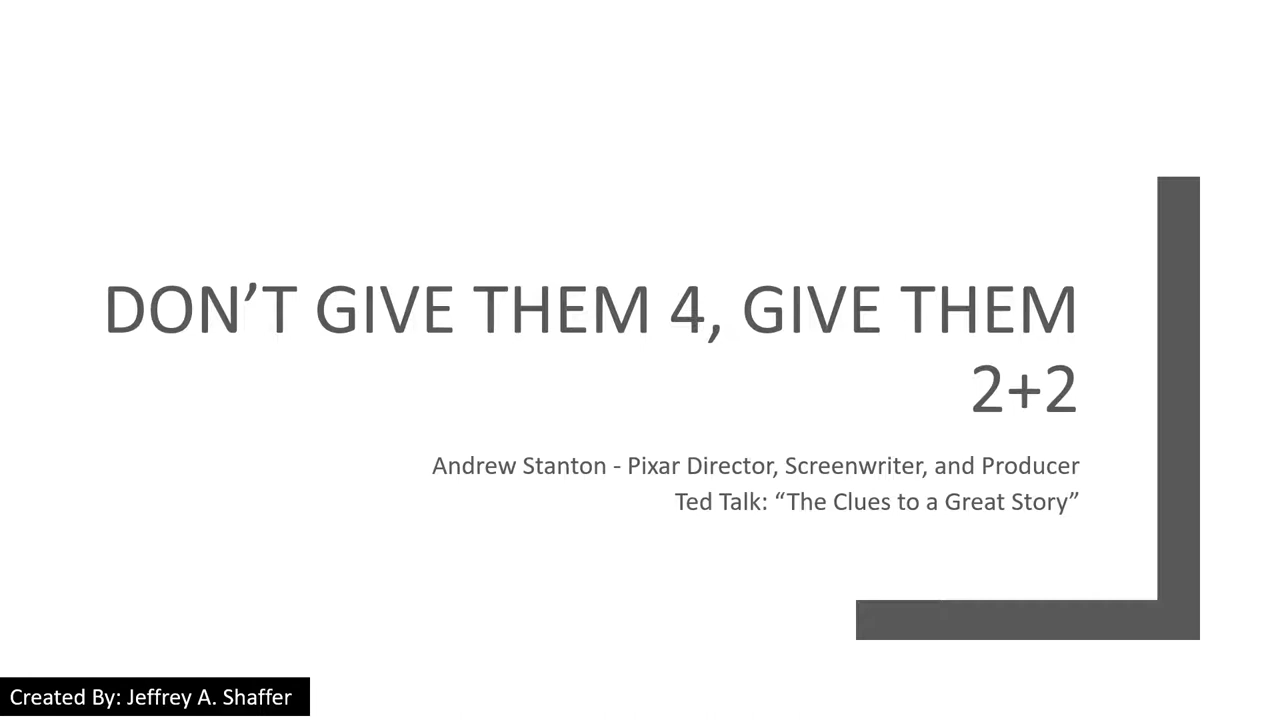 DON’T GIVE THEM 4, GIVE THEM
2+2
Andrew Stanton - Pixar Director, Screenwriter, and Producer
Ted Talk: “The Clues to a Great Story”
Created By: Jeffrey A. Shaffer